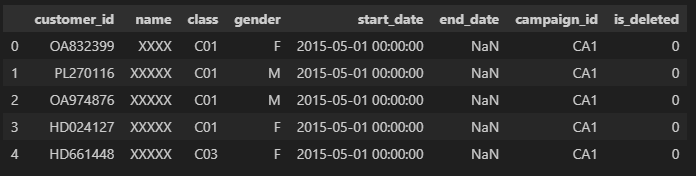 customer_id name class gender start_date end_date campaign_id is_deleted
0 OA832399 XXXX C01 F 2015-05-01 00:00:00 NaN CA1 0
1 PL270116 XXXXX C01 M 2015-05-01 00:00:00 NaN CA1 0
2 OA974876 XXXXX C01 M 2015-05-01 00:00:00 NaN CA1 0
3 HD024127 XXXXX C01 F 2015-05-01 00:00:00 NaN CA1 0
4 HD661448 XXXXX C03 F 2015-05-01 00:00:00 NaN CA1 0